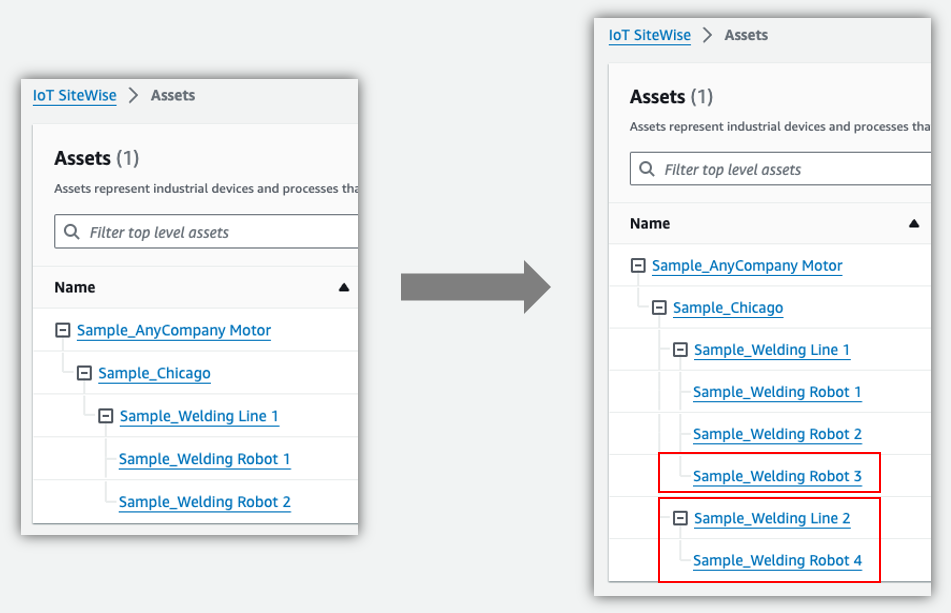 IoT SiteWise > Assets
Assets (1)
Assets represent industrial devices and processes tha
Filter top level assets
Name
Sample_AnyCompany Motor
Sample_Chicago
Sample_Welding Line 1
Sample_Welding Robot 1
Sample_Welding Robot 2
IoT SiteWise > Assets
Assets (1)
Assets represent industrial devices and processes tha
Filter top level assets
Name
Sample_AnyCompany Motor
Sample_Chicago
Sample_Welding Line 1
Sample_Welding Robot 1
Sample_Welding Robot 2
Sample_Welding Robot 3
Sample_Welding Line 2
Sample_Welding Robot 4